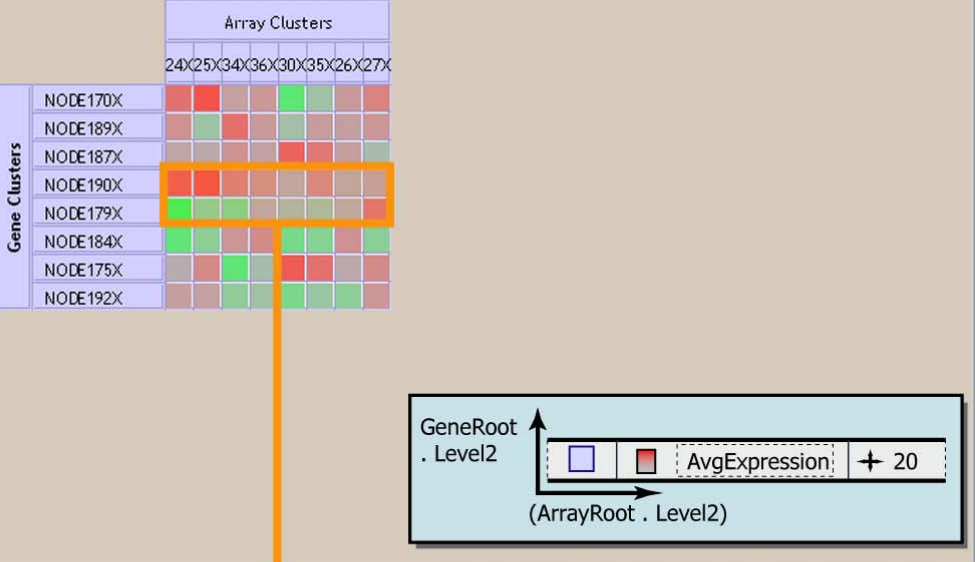 Array Clusters
24X 25X 34X 36X 30X 35X 26X 27X
Gene Clusters
NODE170X
NODE189X
NODE187X
NODE190X
NODE179X
NODE184X
NODE175X
NODE192X
GeneRoot
. Level2
AvgExpression 20
(ArrayRoot . Level2)